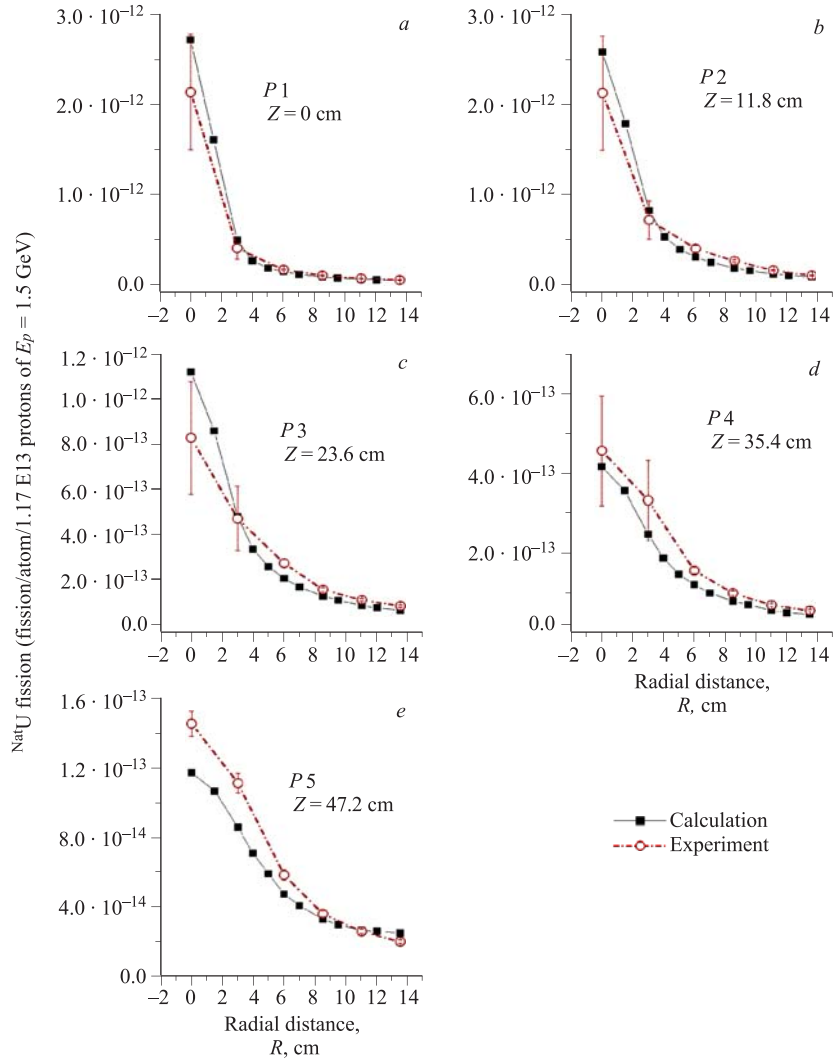 ᴺᵃᵗU fission (fission/atom/1.17 E13 protons of Eₚ = 1.5 GeV)
a
3.0 · 10⁻¹²
2.0 · 10⁻¹²
1.0 · 10⁻¹²
0.0
P 1
Z = 0 cm
–2 0 2 4 6 8 10 12 14
b
3.0 · 10⁻¹²
2.0 · 10⁻¹²
1.0 · 10⁻¹²
0.0
P 2
Z = 11.8 cm
–2 0 2 4 6 8 10 12 14
c
1.2 · 10⁻¹²
1.0 · 10⁻¹²
8.0 · 10⁻¹³
6.0 · 10⁻¹³
4.0 · 10⁻¹³
2.0 · 10⁻¹³
0.0
P 3
Z = 23.6 cm
–2 0 2 4 6 8 10 12 14
d
6.0 · 10⁻¹³
4.0 · 10⁻¹³
2.0 · 10⁻¹³
0.0
P 4
Z = 35.4 cm
–2 0 2 4 6 8 10 12 14
Radial distance,
R, cm
e
1.6 · 10⁻¹³
1.2 · 10⁻¹³
8.0 · 10⁻¹⁴
4.0 · 10⁻¹⁴
0.0
P 5
Z = 47.2 cm
–2 0 2 4 6 8 10 12 14
Radial distance,
R, cm
Calculation
Experiment